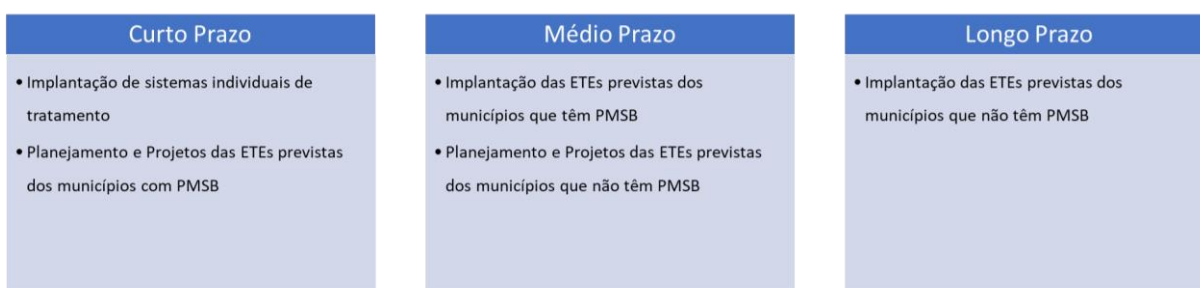 Curto Prazo
• Implantação de sistemas individuais de
tratamento
• Planejamento e Projetos das ETEs previstas
dos municípios com PMSB
Médio Prazo
• Implantação das ETEs previstas dos
municípios que têm PMSB
• Planejamento e Projetos das ETEs previstas
dos municípios que não têm PMSB
Longo Prazo
• Implantação das ETEs previstas dos
municípios que não têm PMSB